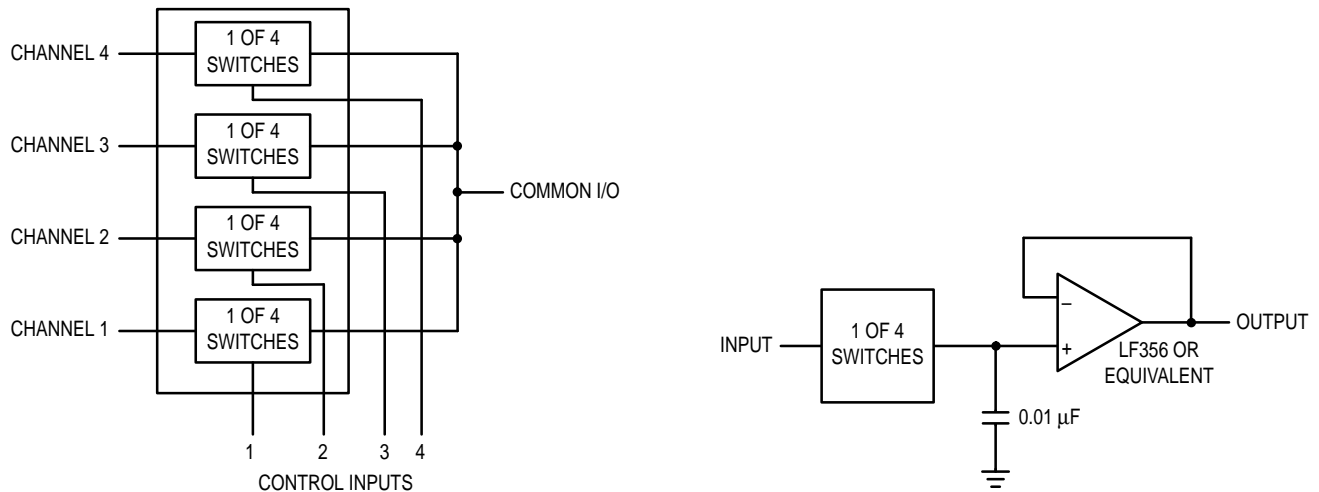 CHANNEL 4
1 OF 4
SWITCHES
CHANNEL 3
1 OF 4
SWITCHES
COMMON I/O
CHANNEL 2
1 OF 4
SWITCHES
CHANNEL 1
1 OF 4
SWITCHES
1 2 3 4
CONTROL INPUTS
INPUT
1 OF 4
SWITCHES
–
+
OUTPUT
LF356 OR
EQUIVALENT
0.01 μF